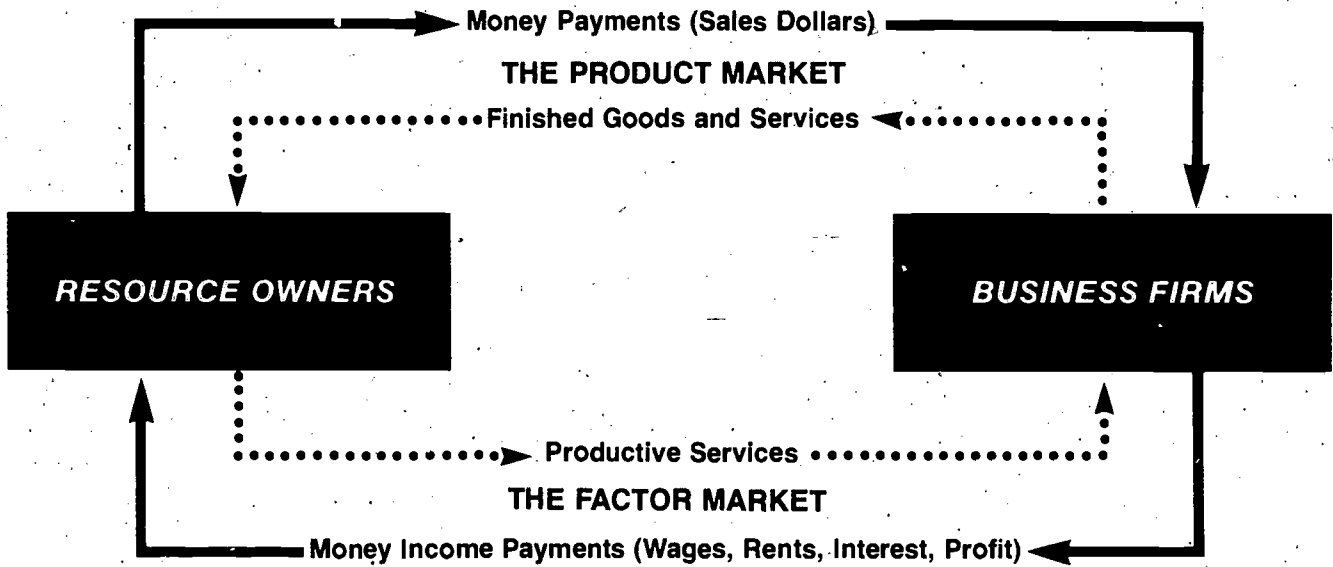 Money Payments (Sales Dollars)
THE PRODUCT MARKET
Finished Goods and Services
RESOURCE OWNERS
BUSINESS FIRMS
Productive Services
THE FACTOR MARKET
Money Income Payments (Wages, Rents, Interest, Profit)